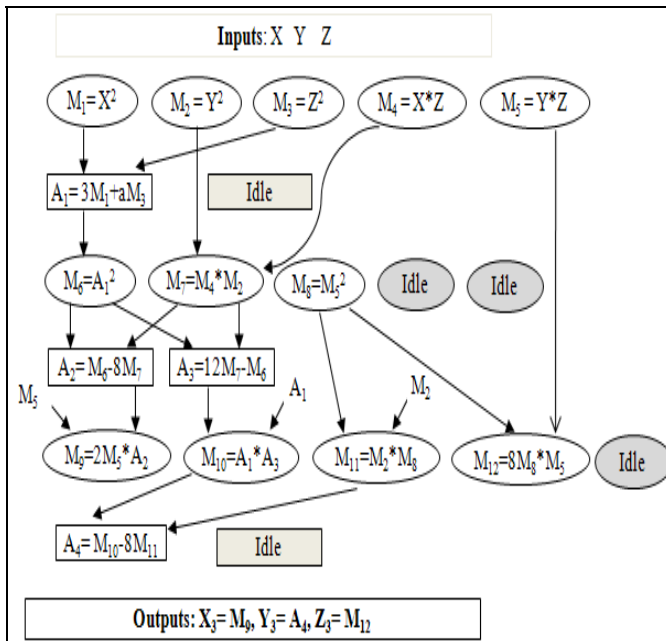 Inputs: X Y Z
M₁=X² M₂=Y² M₃=Z² M₄=X*Z M₅=Y*Z
A₁=3M₁+aM₃ Idle
M₆=A₁² M₇=M₄*M₂ M₈=M₅² Idle Idle
A₂=M₆-8M₇ A₃=12M₇-M₆
M₅ A₁ M₂
M₉=2M₅*A₂ M₁₀=A₁*A₃ M₁₁=M₂*M₈ M₁₂=8M₈*M₅ Idle
A₄=M₁₀-8M₁₁ Idle
Outputs: X₃= M₉, Y₃= A₄, Z₃= M₁₂